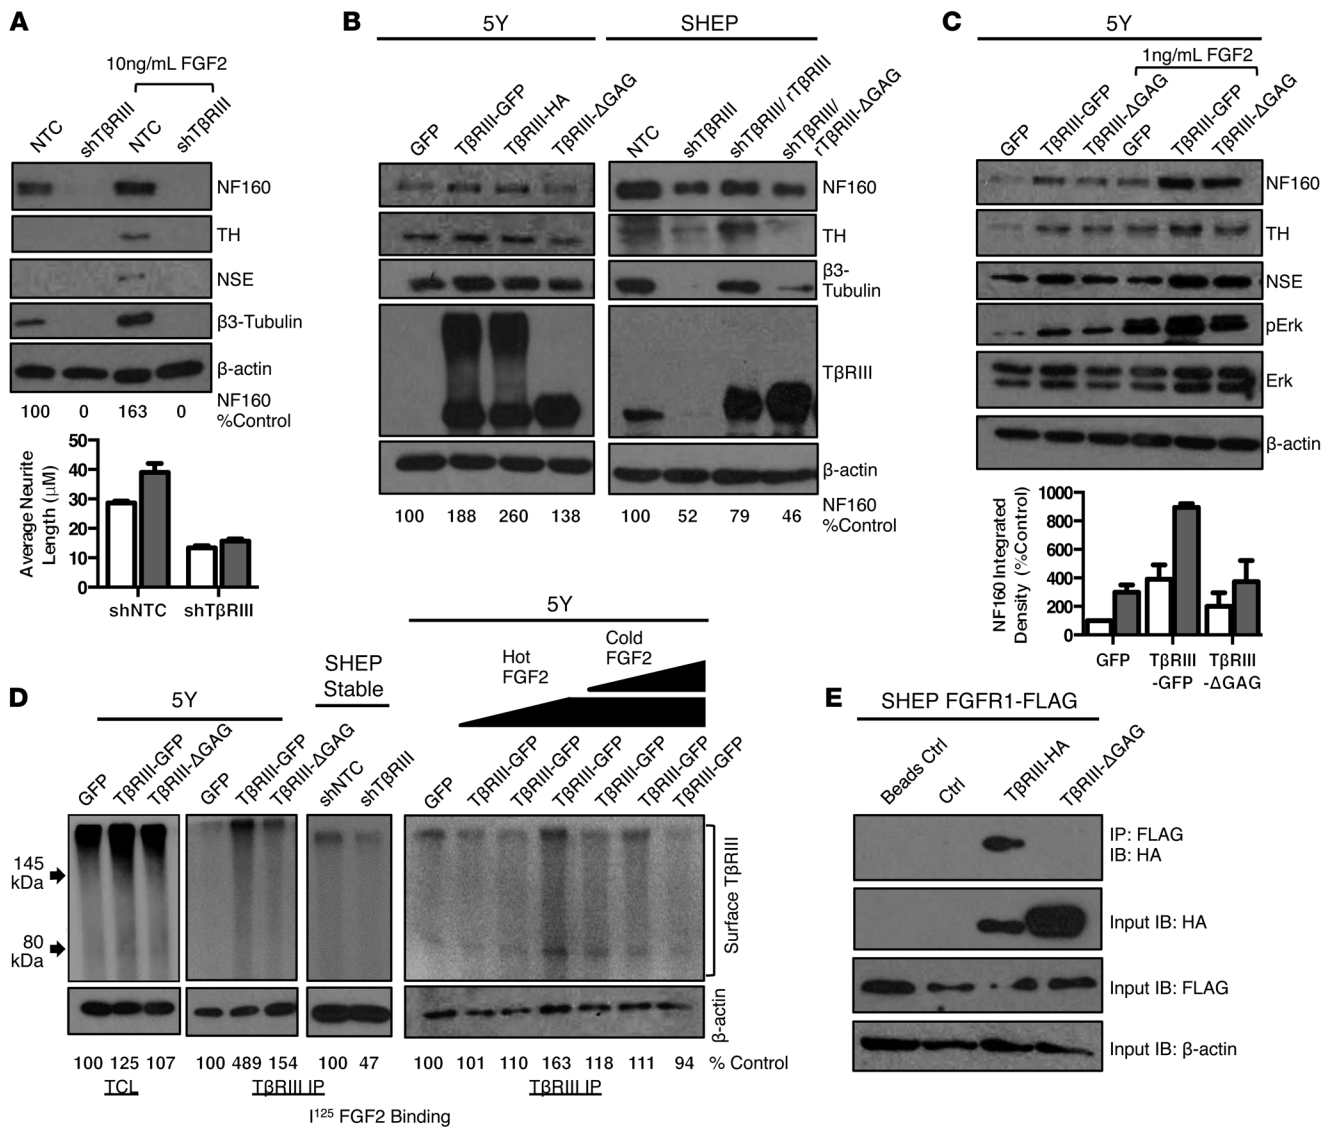 A
10ng/mL FGF2
NTC
shTβRIII
NTC
shTβRIII
NF160
TH
NSE
β3-Tubulin
β-actin
100 0 163 0
NF160
%Control
Average Neurite
Length (μM)
50
40
30
20
10
0
shNTC shTβRIII
B
5Y
SHEP
GFP
TβRIII-GFP
TβRIII-HA
TβRIII-ΔGAG
NTC
shTβRIII
shTβRIII/ rTβRIII
shTβRIII/
rTβRIII-ΔGAG
NF160
TH
β3-
Tubulin
TβRIII
β-actin
100 188 260 138
100 52 79 46
NF160
%Control
C
5Y
1ng/mL FGF2
GFP
TβRIII-GFP
TβRIII-ΔGAG
GFP
TβRIII-GFP
TβRIII-ΔGAG
NF160
TH
NSE
pErk
Erk
β-actin
NF160 Integrated
Density (%Control)
1000
800
600
400
200
0
GFP
TβRIII
-GFP
TβRIII
-ΔGAG
D
5Y
SHEP
Stable
5Y
Hot
FGF2
Cold
FGF2
GFP
TβRIII-GFP
TβRIII-ΔGAG
GFP
TβRIII-GFP
TβRIII-ΔGAG
shNTC
shTβRIII
GFP
TβRIII-GFP
TβRIII-GFP
TβRIII-GFP
TβRIII-GFP
TβRIII-GFP
TβRIII-GFP
145
kDa
80
kDa
Surface TβRIII
β-actin
100 125 107
100 489 154
100 47
100 101 110 163 118 111 94
% Control
TCL
TβRIII IP
TβRIII IP
I125 FGF2 Binding
E
SHEP FGFR1-FLAG
Beads Ctrl
Ctrl
TβRIII-HA
TβRIII-ΔGAG
IP: FLAG
IB: HA
Input IB: HA
Input IB: FLAG
Input IB: β-actin